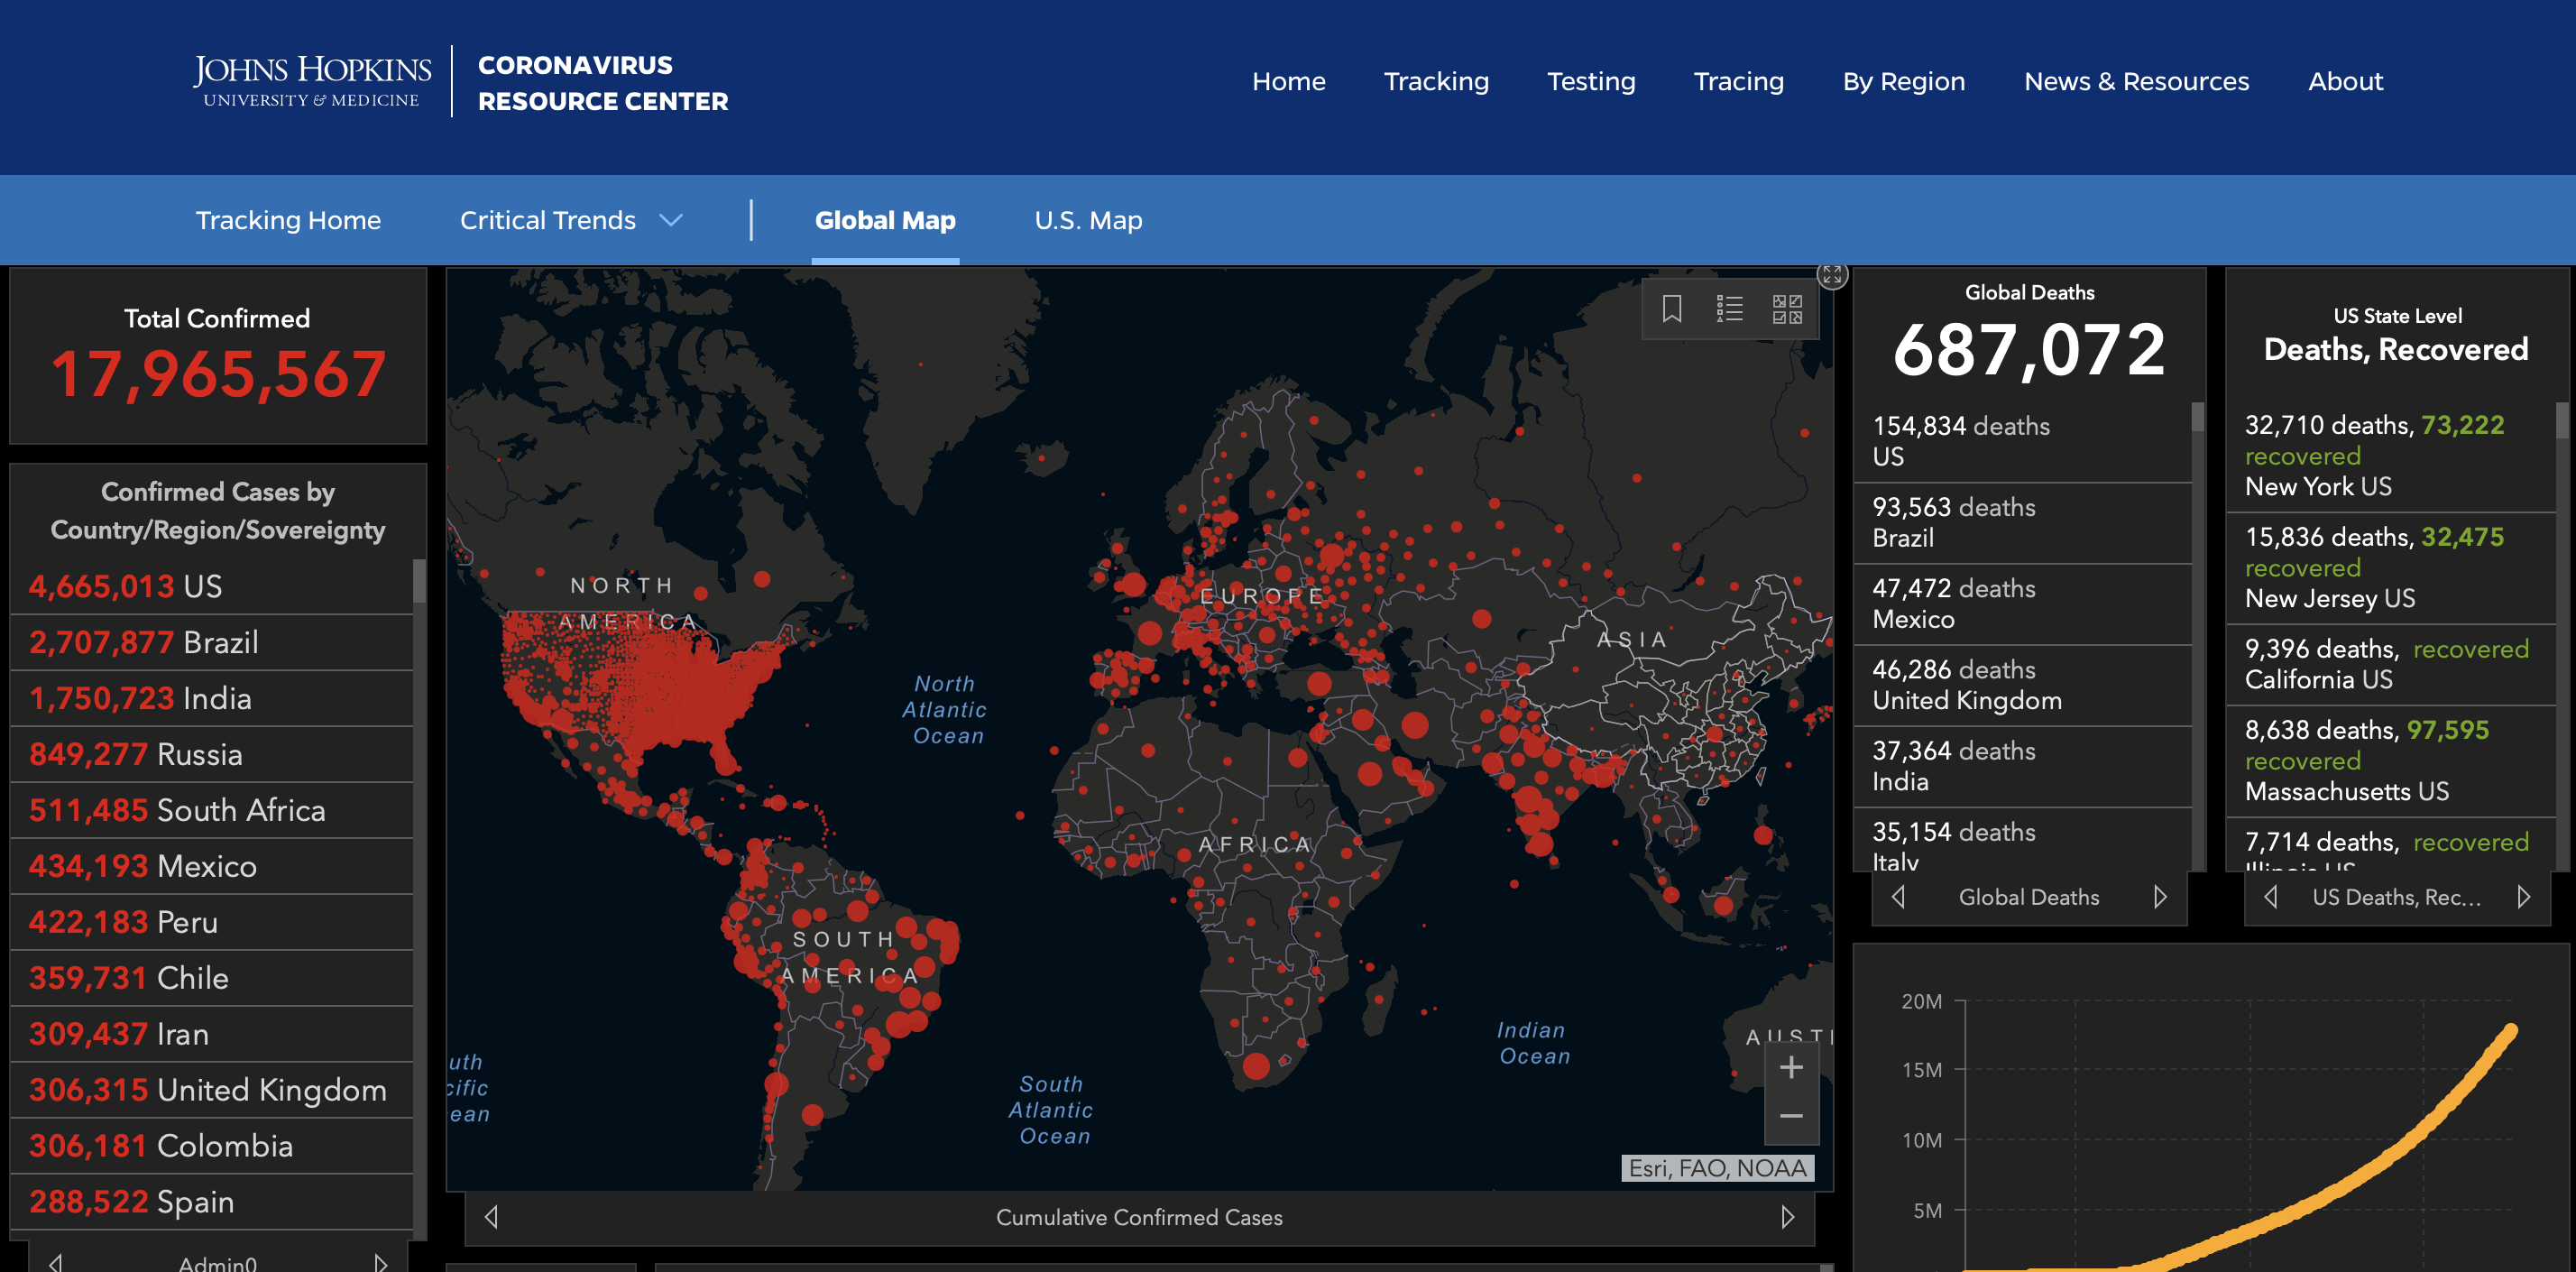 JOHNS HOPKINS
UNIVERSITY & MEDICINE
CORONAVIRUS
RESOURCE CENTER
Home
Tracking
Testing
Tracing
By Region
News & Resources
About
Tracking Home
Critical Trends
Global Map
U.S. Map
Total Confirmed
17,965,567
Confirmed Cases by
Country/Region/Sovereignty
4,665,013 US
2,707,877 Brazil
1,750,723 India
849,277 Russia
511,485 South Africa
434,193 Mexico
422,183 Peru
359,731 Chile
309,437 Iran
306,315 United Kingdom
306,181 Colombia
288,522 Spain
Admin0
NORTH
AMERICA
EUROPE
ASIA
North
Atlantic
Ocean
AFRICA
SOUTH
AMERICA
Indian
Ocean
AUSTI
uth
cific
ean
South
Atlantic
Ocean
+
−
Esri, FAO, NOAA
Cumulative Confirmed Cases
Global Deaths
687,072
154,834 deaths
US
93,563 deaths
Brazil
47,472 deaths
Mexico
46,286 deaths
United Kingdom
37,364 deaths
India
35,154 deaths
Italy
Global Deaths
US State Level
Deaths, Recovered
32,710 deaths, 73,222
recovered
New York US
15,836 deaths, 32,475
recovered
New Jersey US
9,396 deaths, recovered
California US
8,638 deaths, 97,595
recovered
Massachusetts US
7,714 deaths, recovered
Illinois US
US Deaths, Rec...
20M
15M
10M
5M